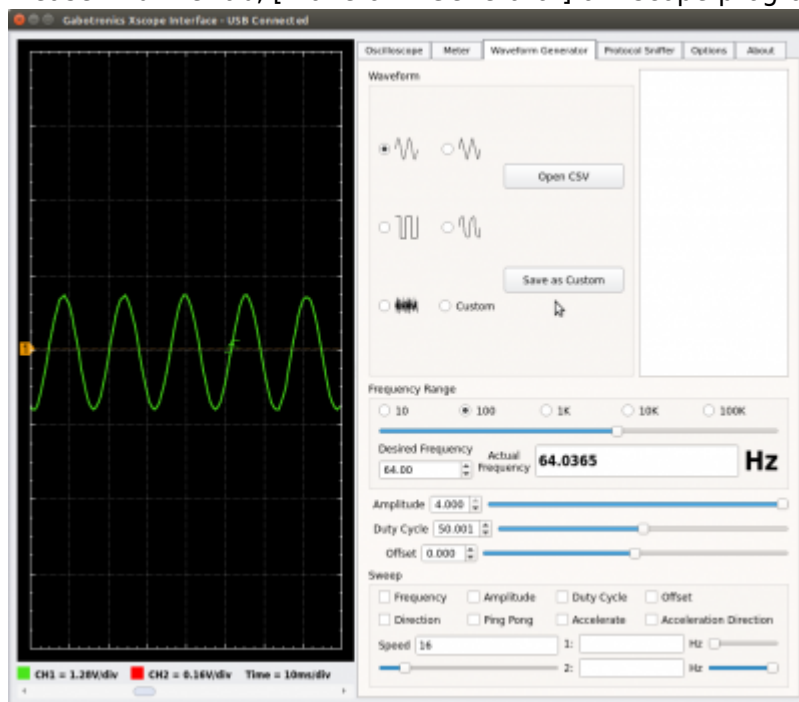 Gabotronics Xscope Interface - USB Connected
Oscilloscope Meter Waveform Generator Protocol Sniffer Options About
Waveform
Open CSV
Save as Custom
Custom
1
Frequency Range
10 100 1K 10K 100K
Desired Frequency
64.00
Actual Frequency
64.0365
Hz
Amplitude 4.000
Duty Cycle 50.001
Offset 0.000
Sweep
Frequency Amplitude Duty Cycle Offset
Direction Ping Pong Accelerate Acceleration Direction
Speed 16 1: Hz
2: Hz
CH1 = 1.28V/div CH2 = 0.16V/div Time = 10ms/div